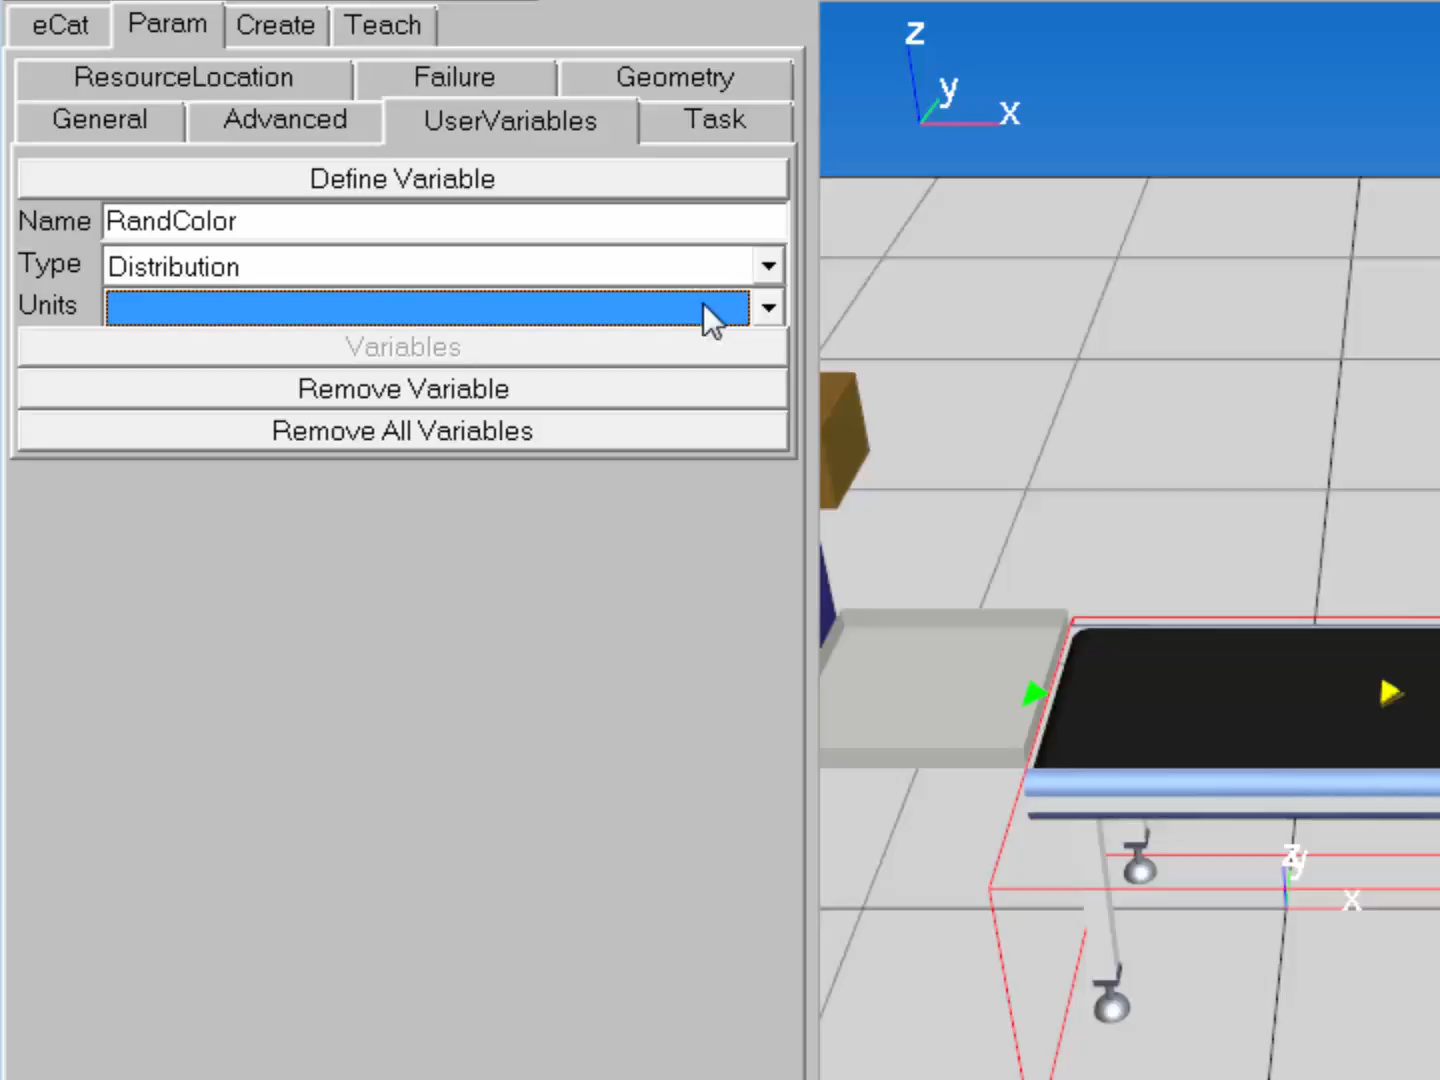 eCat Param Create Teach
ResourceLocation Failure Geometry
General Advanced UserVariables Task
Define Variable
Name RandColor
Type Distribution
Units
Variables
Remove Variable
Remove All Variables
z
y
x
z
y
x